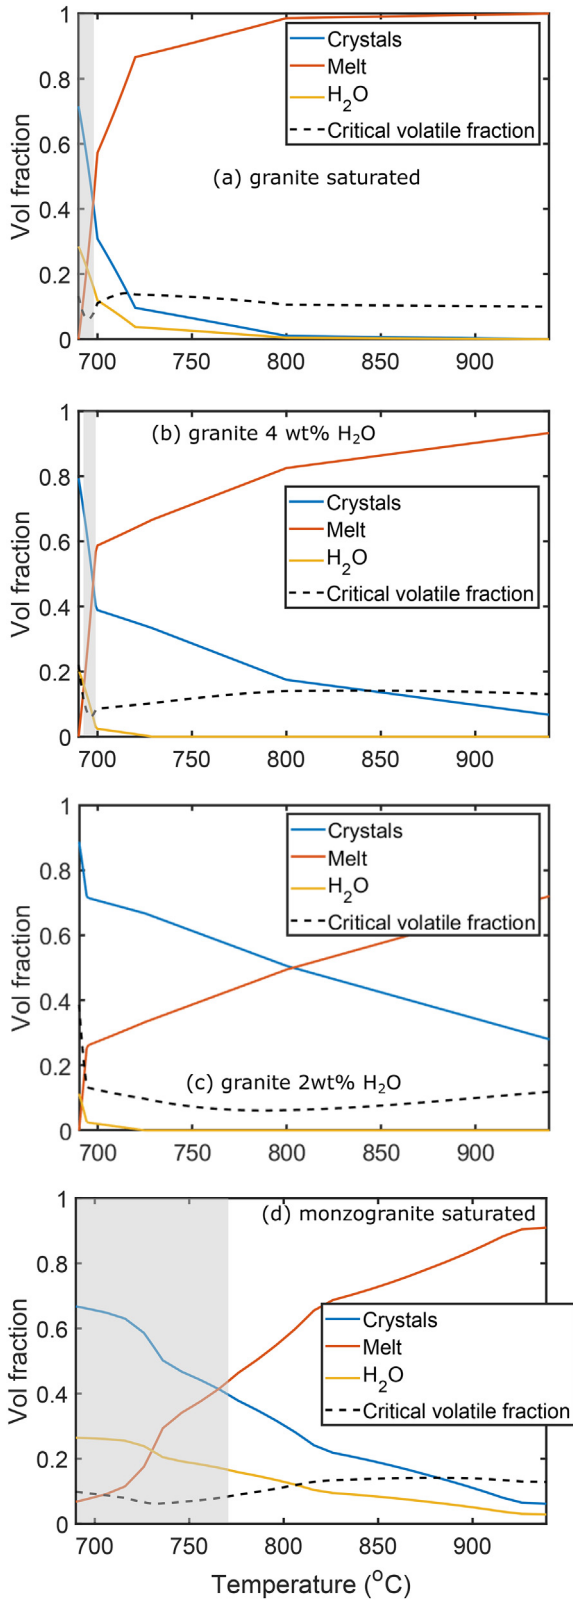 1
0.8
0.6
0.4
0.2
0
Vol fraction
Crystals
Melt
H2O
Critical volatile fraction
(a) granite saturated
700 750 800 850 900
1
0.8
0.6
0.4
0.2
0
Vol fraction
(b) granite 4 wt% H2O
Crystals
Melt
H2O
Critical volatile fraction
700 750 800 850 900
1
0.8
0.6
0.4
0.2
0
Vol fraction
Crystals
Melt
H2O
Critical volatile fraction
(c) granite 2wt% H2O
700 750 800 850 900
1
0.8
0.6
0.4
0.2
0
Vol fraction
(d) monzogranite saturated
Crystals
Melt
H2O
Critical volatile fraction
700 750 800 850 900
Temperature (oC)